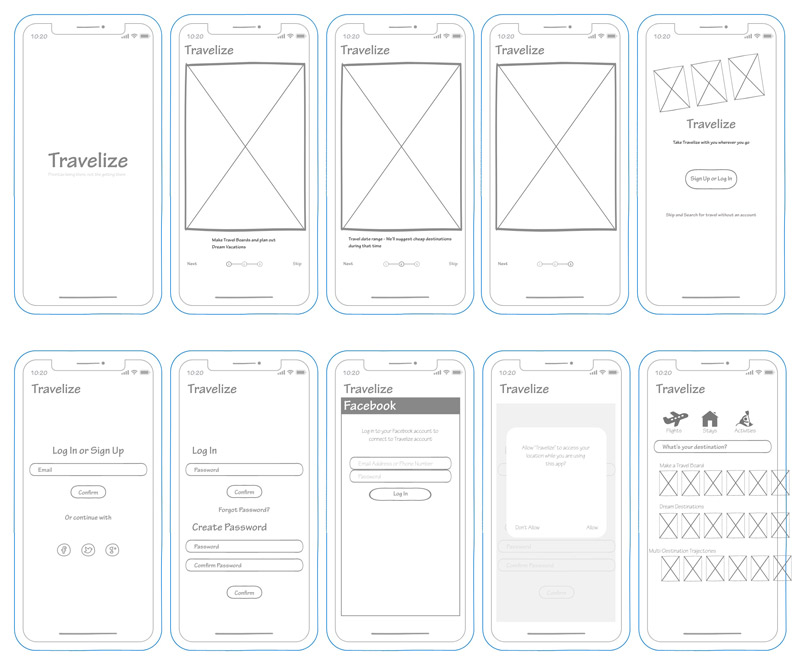 10:20
Travelize
10:20
Travelize
Make Travel Boards and plan out
Dream Vacations
Next
Skip
10:20
Travelize
Travel date range - We'll suggest cheap destinations
during that time
Next
Skip
10:20
Travelize
Next
10:20
Travelize
Take Travelize with you wherever you go
Sign Up or Log In
Skip and Search for travel without an account
10:20
Travelize
Log In or Sign Up
Email
Confirm
Or continue with
10:20
Travelize
Log In
Password
Confirm
Forgot Password?
Create Password
Password
Comfirm Password
Confirm
10:20
Travelize
Facebook
Log in to your Facebook account to
connect to Travelize account
Email Address or Phone Number
Password
Log In
10:20
Travelize
Allow "Travelize" to access your
location while you are using
this app?
Don't Allow
Allow
Password
Comfirm Password
Confirm
10:20
Travelize
Flights
Stays
Activities
What's your destination?
Make a Travel Board
Dream Destinations
Multi-Destination Trajectories